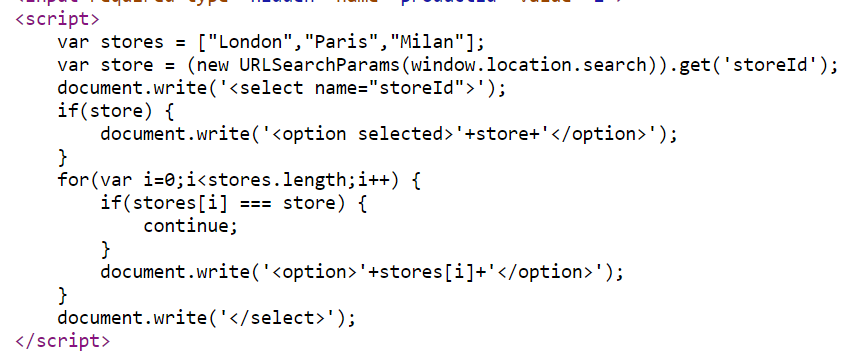 <script>
    var stores = ["London","Paris","Milan"];
    var store = (new URLSearchParams(window.location.search)).get('storeId');
    document.write('<select name="storeId">');
    if(store) {
        document.write('<option selected>'+store+'</option>');
    }
    for(var i=0;i<stores.length;i++) {
        if(stores[i] === store) {
            continue;
        }
        document.write('<option>'+stores[i]+'</option>');
    }
    document.write('</select>');
</script>